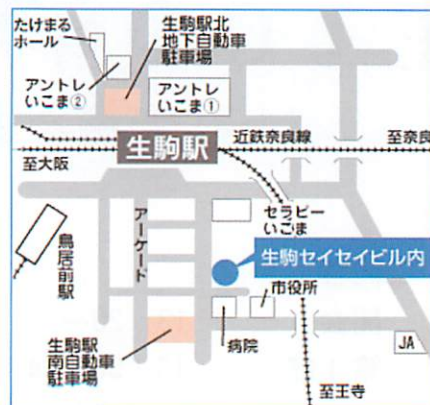 たけまる
ホール
生駒駅北
地下自動車
駐車場
アントレ
いこま②
アントレ
いこま①
生駒駅
近鉄奈良線
至奈良
至大阪
セラビー
いこま
アーケード
鳥居前駅
生駒セイセイビル内
市役所
生駒駅
南自動車
駐車場
病院
JA
至王寺